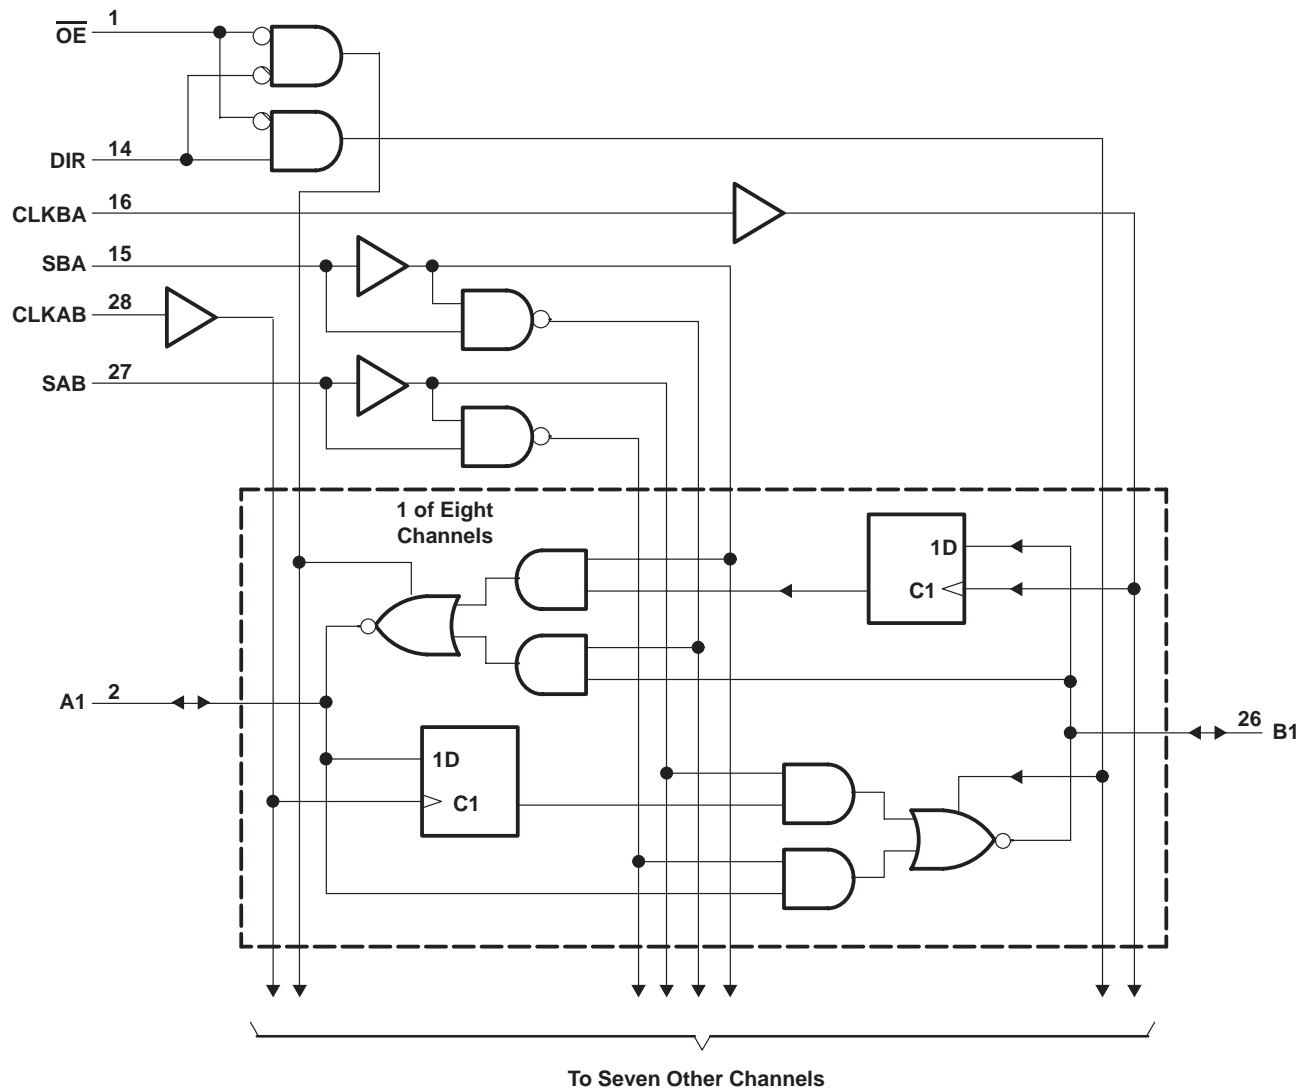 OE 1
DIR 14
CLKBA 16
SBA 15
CLKAB 28
SAB 27
1 of Eight
Channels
1D
C1
A1 2
26 B1
1D
C1
To Seven Other Channels